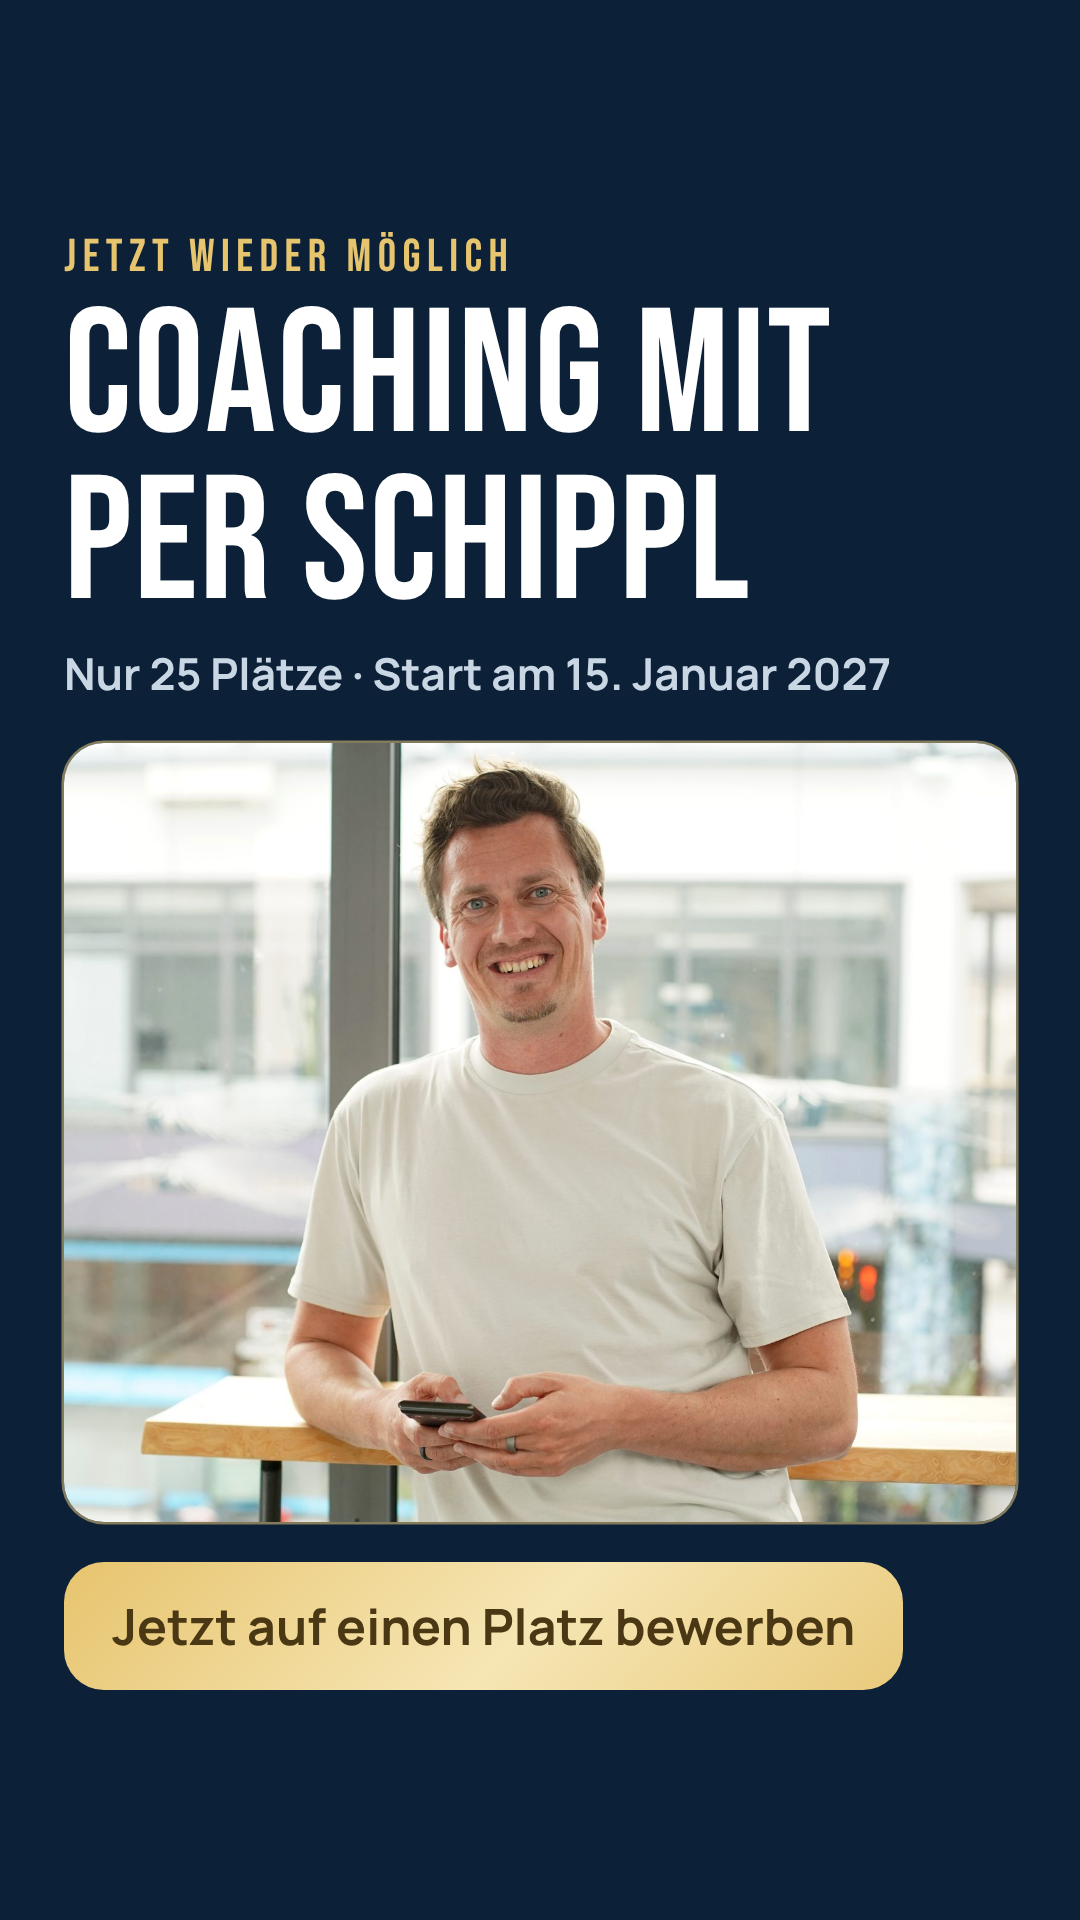 JETZT WIEDER MÖGLICH
COACHING MIT
PER SCHIPPL
Nur 25 Plätze · Start am 15. Januar 2027
Jetzt auf einen Platz bewerben